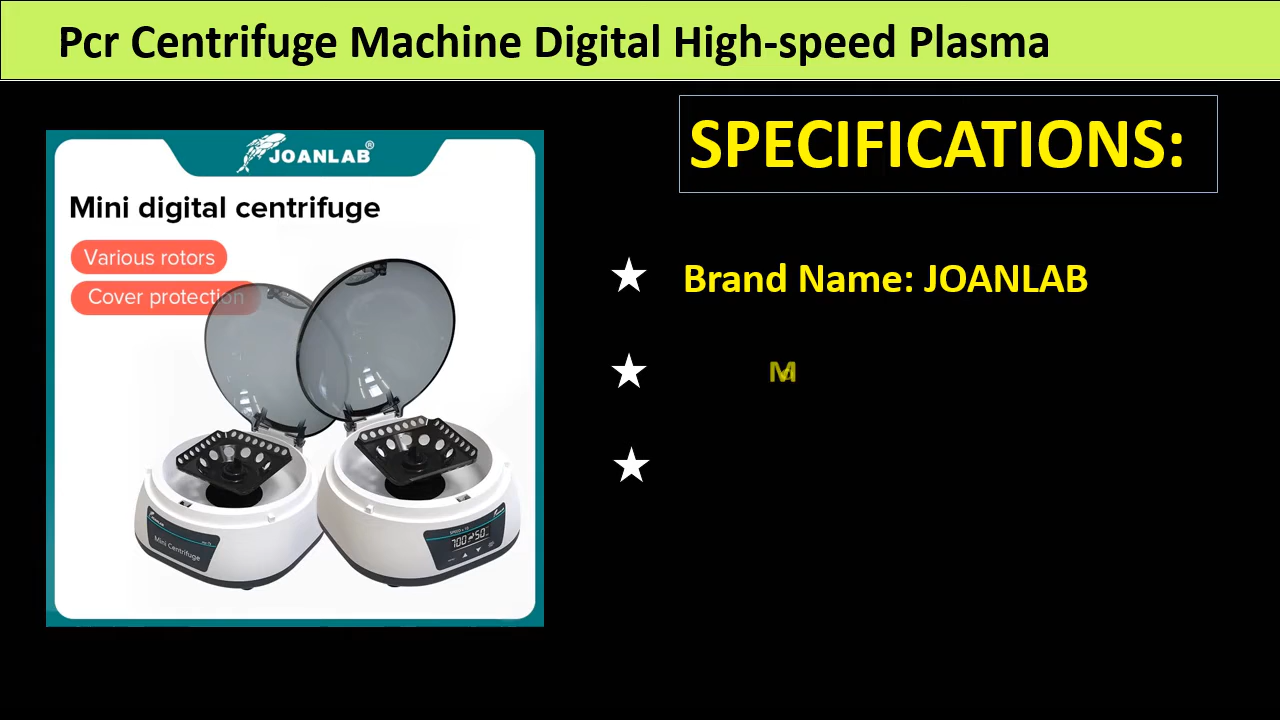 Pcr Centrifuge Machine Digital High-speed Plasma
SPECIFICATIONS:
JOANLAB®
Mini digital centrifuge
Various rotors
Cover protection
Brand Name: JOANLAB
M
JOANLAB
Mini Centrifuge